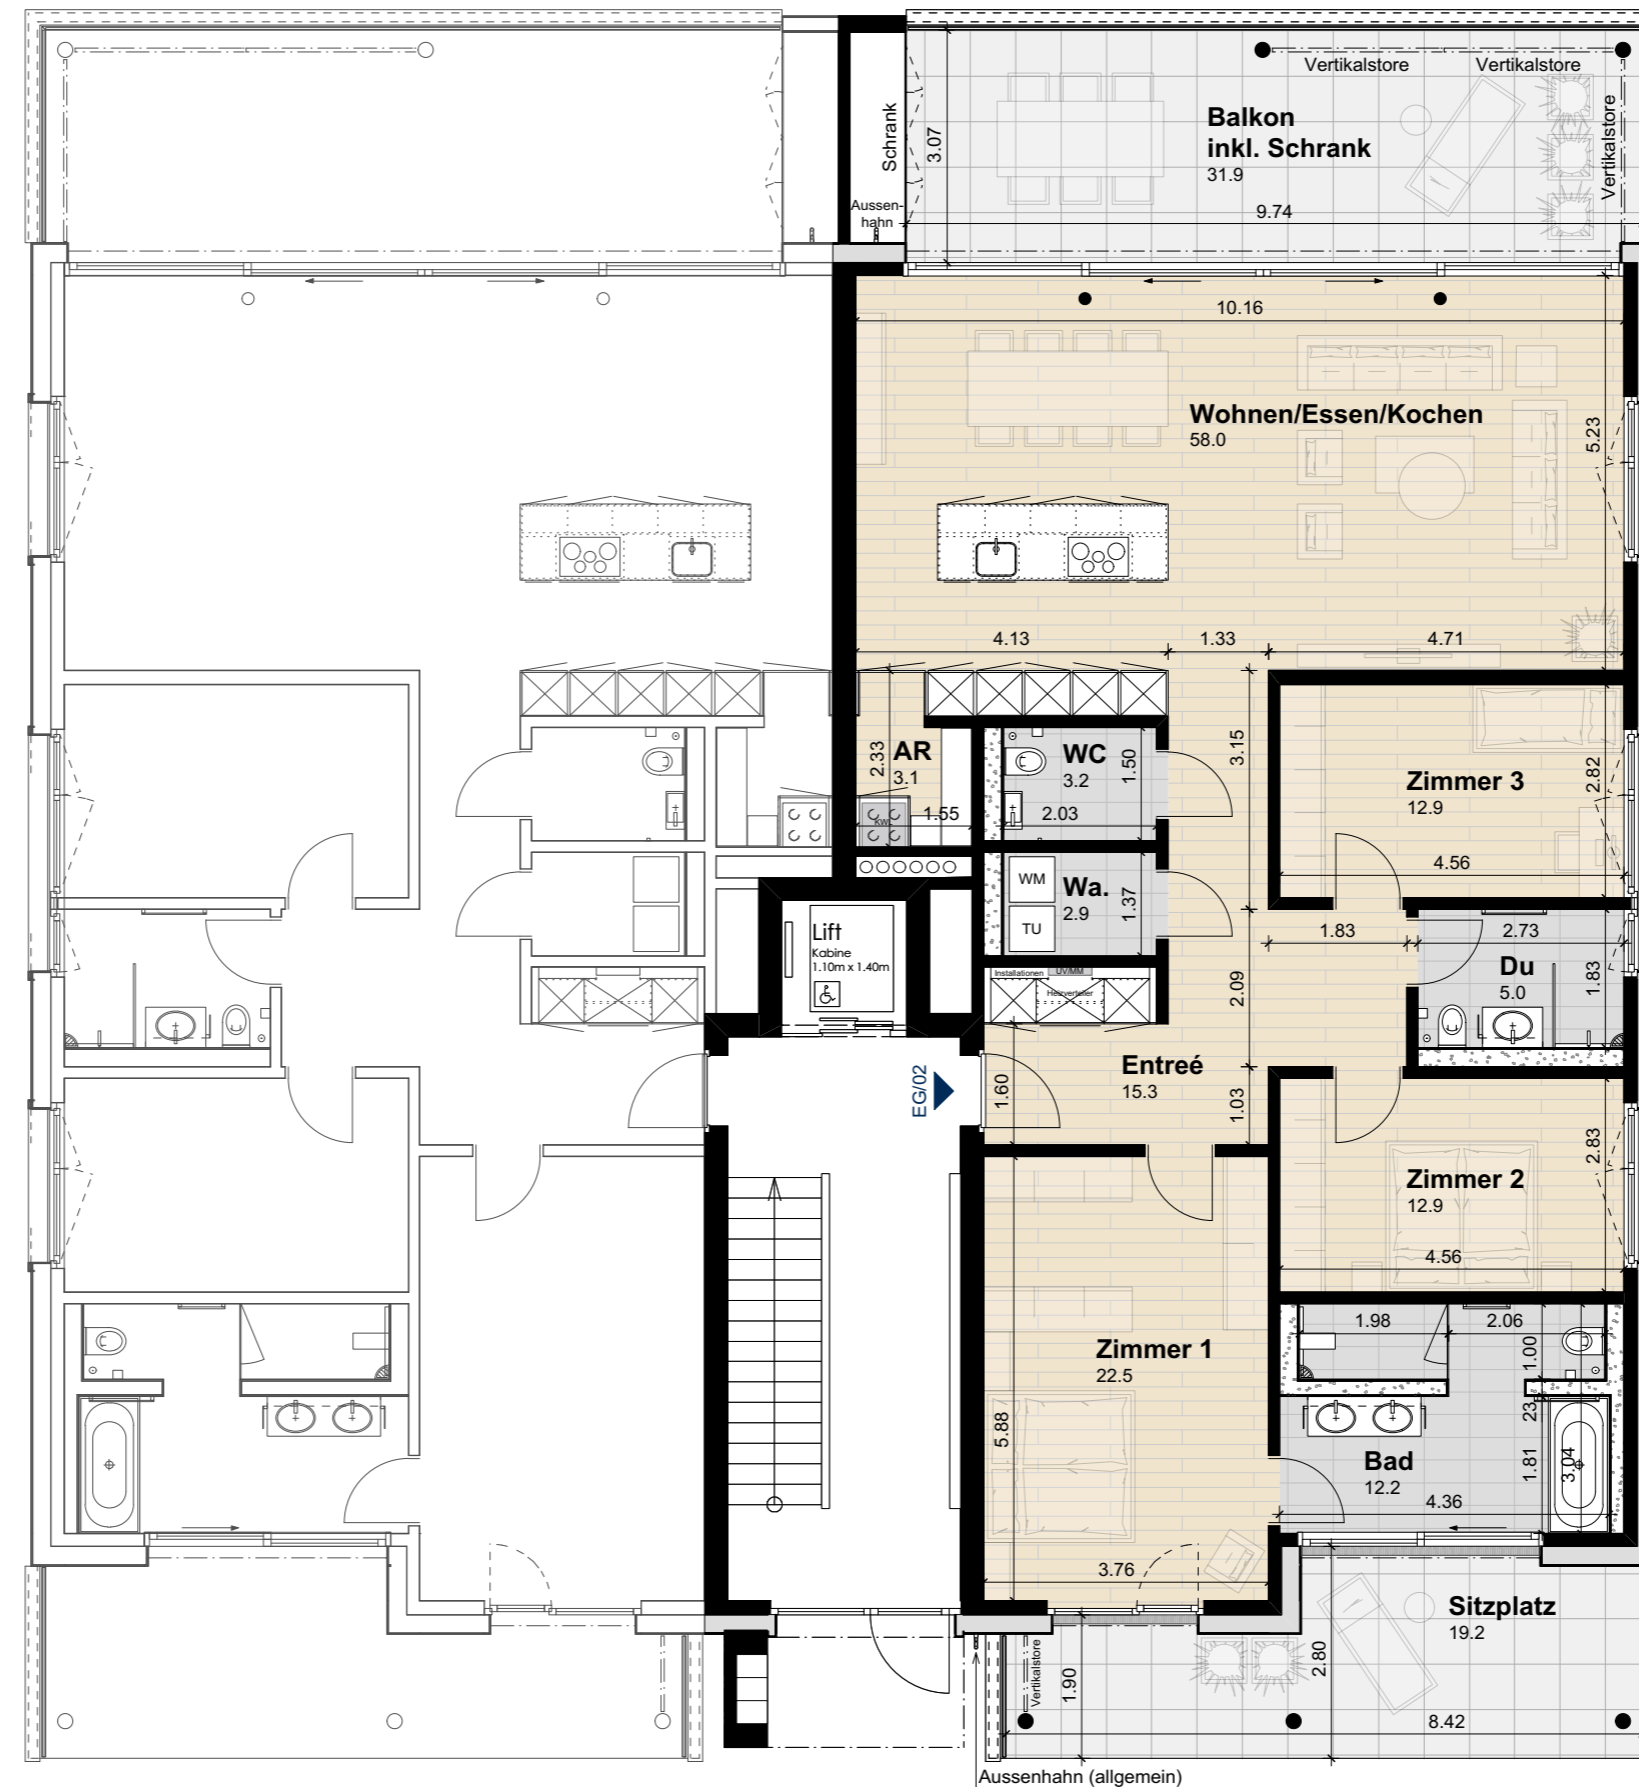 Vertikalstore
Vertikalstore
Vertikalstore
Schrank
3.07
Balkon
inkl. Schrank
31.9
Aussen-
hahn
9.74
10.16
Wohnen/Essen/Kochen
58.0
5.23
4.13
1.33
4.71
AR
3.1
2.33
1.55
KWL
WC
3.2
1.50
2.03
3.15
Zimmer 3
12.9
2.82
4.56
WM
TU
Wa.
2.9
1.37
Lift
Kabine
1.10m x 1.40m
Installationen
UV/MM
Heizverteiler
1.83
2.73
Du
5.0
1.83
2.09
EG/02
1.60
Entreé
15.3
1.03
Zimmer 2
12.9
2.83
4.56
Zimmer 1
22.5
5.88
3.76
1.98
2.06
1.00
23
1.81
3.04
Bad
12.2
4.36
Sitzplatz
19.2
Vertikalstore
1.90
2.80
8.42
Aussenhahn (allgemein)